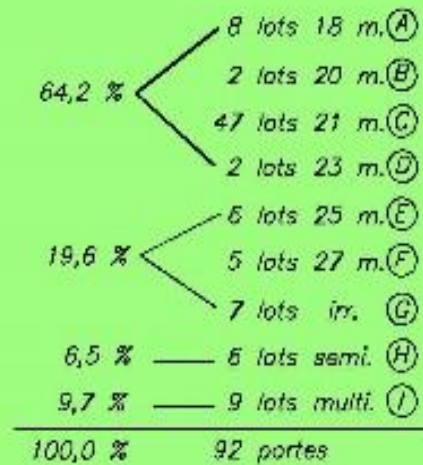 8 lots 18 m. A
64,2 % 2 lots 20 m. B
47 lots 21 m. C
2 lots 23 m. D
6 lots 25 m. E
19,6 % 5 lots 27 m. F
7 lots irr. G
6,5 % 6 lots semi. H
9,7 % 9 lots multi. I
100,0 % 92 portes